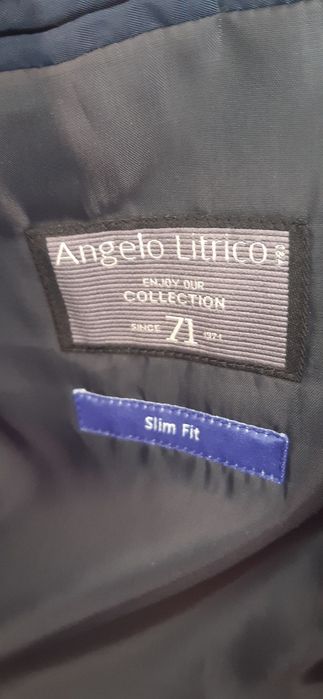 Angelo Litrico
ENJOY OUR
COLLECTION
SINCE 71 1971
Slim Fit